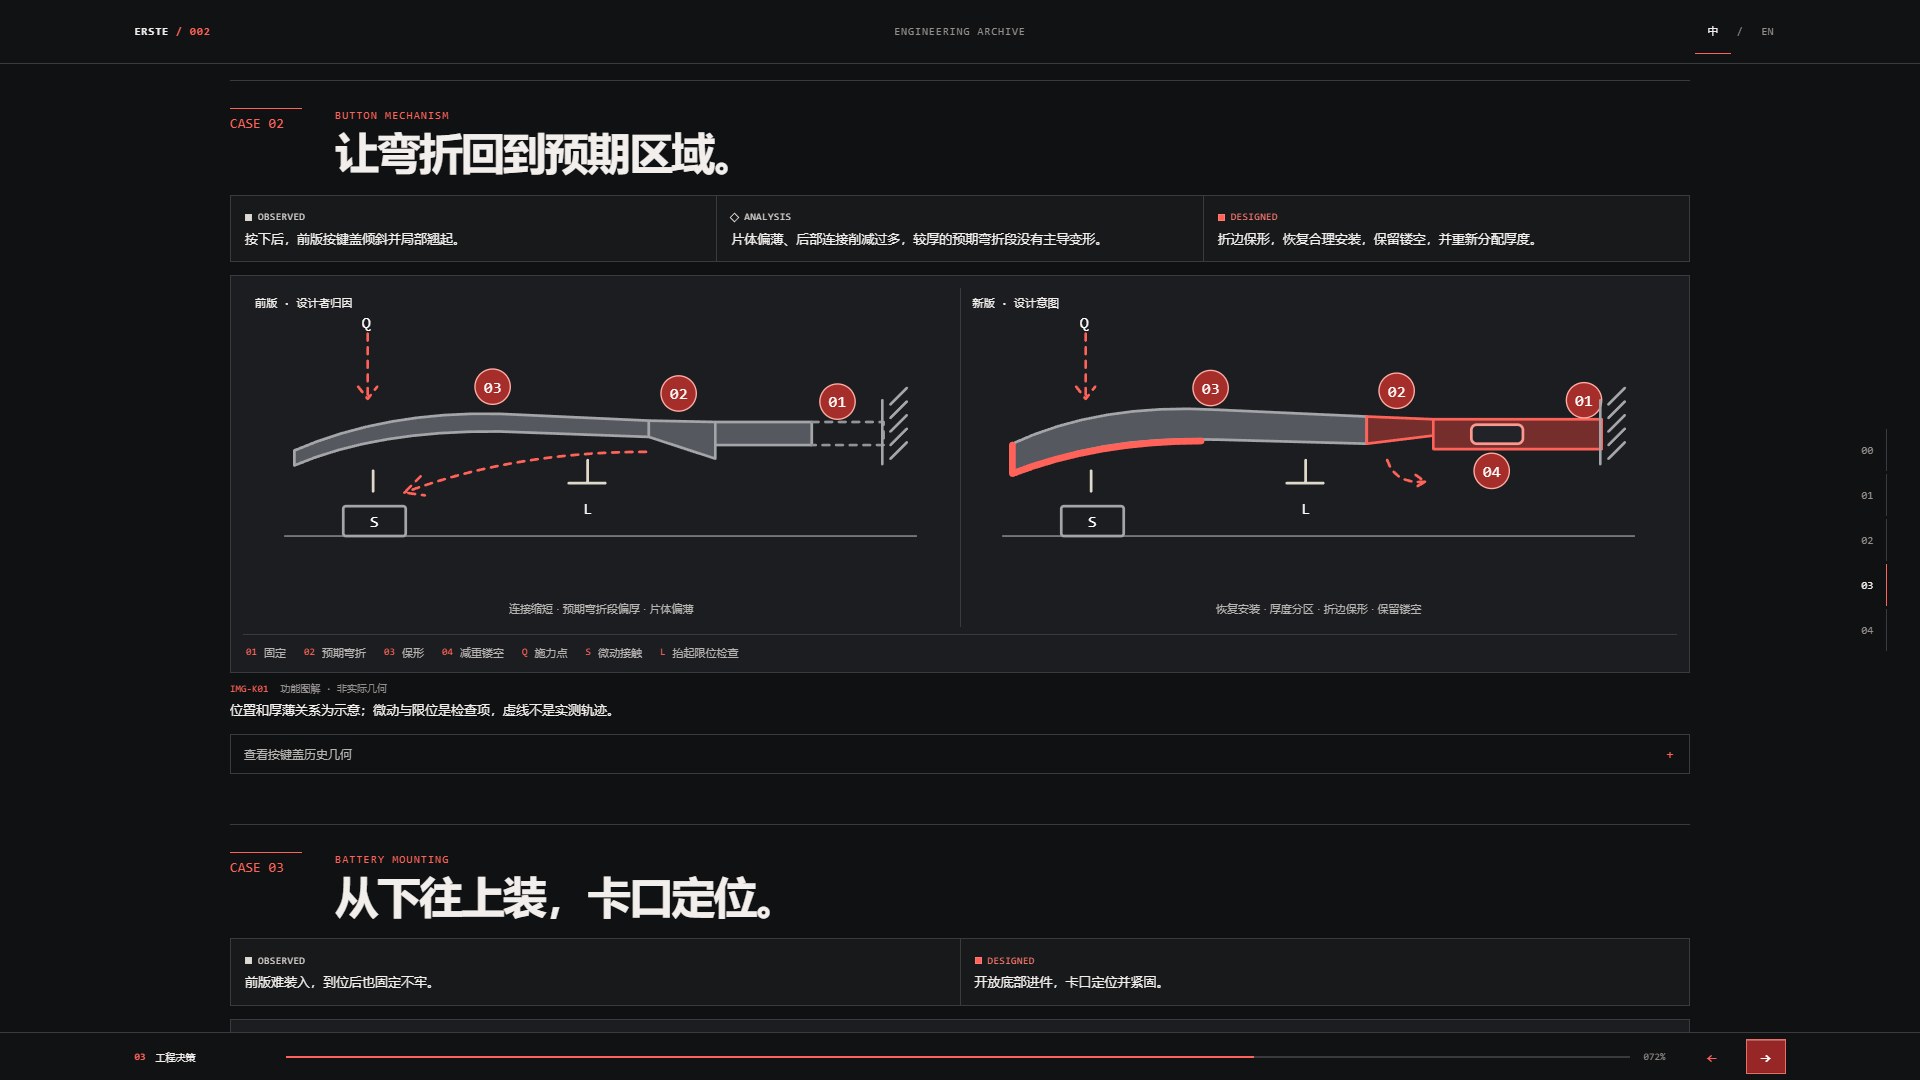 ERSTE / 002
ENGINEERING ARCHIVE
中 / EN
CASE 02
BUTTON MECHANISM
让弯折回到预期区域。
OBSERVED
按下后，前版按键盖倾斜并局部翘起。
ANALYSIS
片体偏薄、后部连接削减过多，较厚的预期弯折段没有主导变形。
DESIGNED
折边保形，恢复合理安装，保留镂空，并重新分配厚度。
前版 · 设计者归因
Q
03
02
01
S
L
连接缩短 · 预期弯折段偏厚 · 片体偏薄
新版 · 设计意图
Q
03
02
01
04
S
L
恢复安装 · 厚度分区 · 折边保形 · 保留镂空
01 固定 02 预期弯折 03 保形 04 减重镂空 Q 施力点 S 微动接触 L 抬起限位检查
IMG-K01 功能图解 · 非实际几何
位置和厚薄关系为示意；微动与限位是检查项，虚线不是实测轨迹。
查看按键盖历史几何 +
00
01
02
03
04
CASE 03
BATTERY MOUNTING
从下往上装，卡口定位。
OBSERVED
前版难装入，到位后也固定不牢。
DESIGNED
开放底部进件，卡口定位并紧固。
03 工程决策
072%
← →